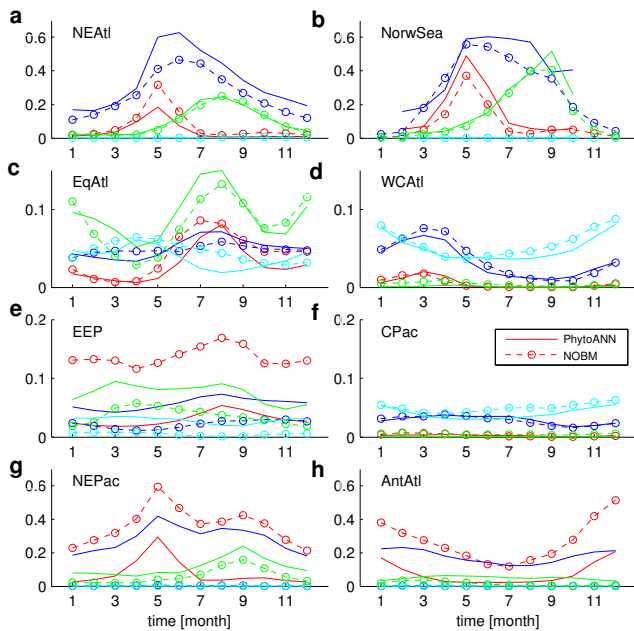 a
NEAtl
0.6
0.4
0.2
0
1 3 5 7 9 11
b
NorwSea
0.6
0.4
0.2
0
1 3 5 7 9 11
c
EqAtl
0.1
0
1 3 5 7 9 11
d
WCAtl
0.1
0
1 3 5 7 9 11
e
EEP
0.2
0.1
0
1 3 5 7 9 11
f
CPac
0.2
0.1
0
PhytoANN
NOBM
1 3 5 7 9 11
g
NEPac
0.6
0.4
0.2
0
1 3 5 7 9 11
time [month]
h
AntAtl
0.6
0.4
0.2
0
1 3 5 7 9 11
time [month]